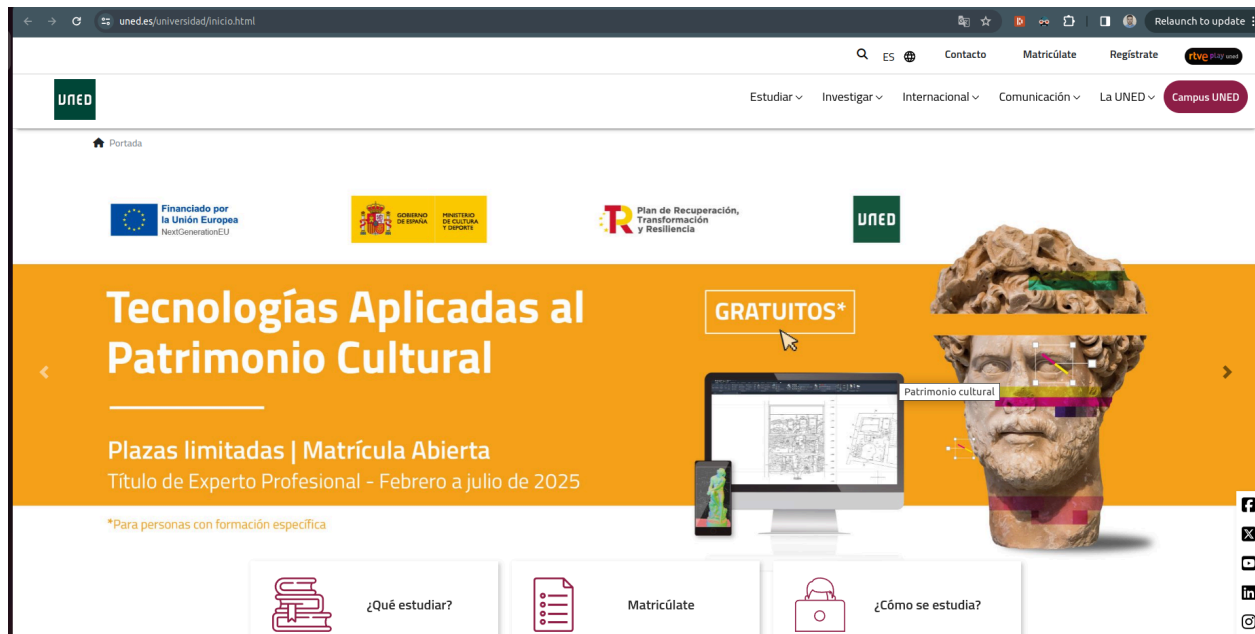 uned.es/universidad/inicio.html
Relaunch to update
ES
Contacto
Matricúlate
Regístrate
rtve play uned
UNED
Estudiar
Investigar
Internacional
Comunicación
La UNED
Campus UNED
Portada
Financiado por
la Unión Europea
NextGenerationEU
GOBIERNO
DE ESPAÑA
MINISTERIO
DE CULTURA
Y DEPORTE
Plan de Recuperación,
Transformación
y Resiliencia
UNED
Tecnologías Aplicadas al
Patrimonio Cultural
GRATUITOS*
Patrimonio cultural
Plazas limitadas | Matrícula Abierta
Título de Experto Profesional - Febrero a julio de 2025
*Para personas con formación específica
¿Qué estudiar?
Matricúlate
¿Cómo se estudia?